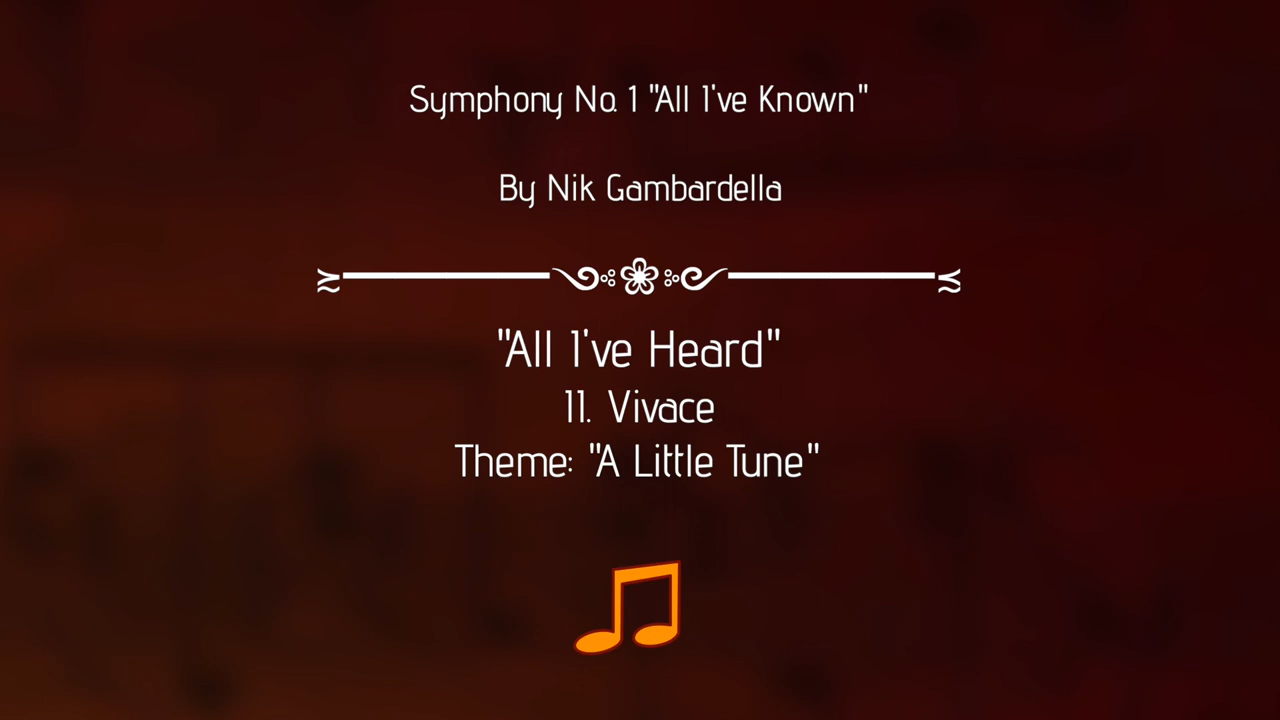 Symphony No. 1 "All I've Known"
By Nik Gambardella
"All I've Heard"
II. Vivace
Theme: "A Little Tune"